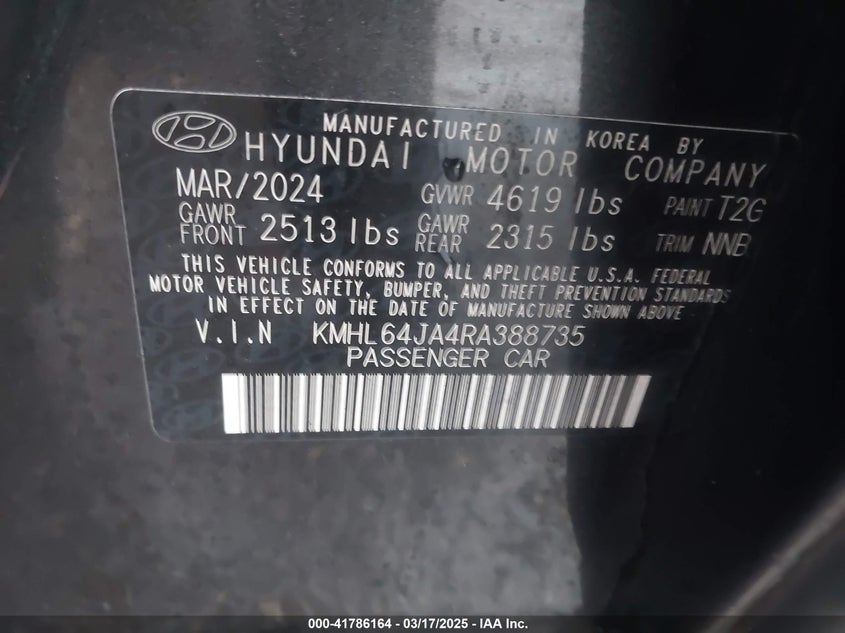 MANUFACTURED IN KOREA BY
HYUNDAI MOTOR COMPANY
MAR/2024 GVWR 4619 lbs PAINT T2G
GAWR FRONT 2513 lbs GAWR REAR 2315 lbs TRIM NNB
THIS VEHICLE CONFORMS TO ALL APPLICABLE U.S.A. FEDERAL
MOTOR VEHICLE SAFETY, BUMPER, AND THEFT PREVENTION STANDARDS
IN EFFECT ON THE DATE OF MANUFACTURE SHOWN ABOVE
V.I.N KMHL64JA4RA388735
PASSENGER CAR
000-41786164 - 03/17/2025 - IAA Inc.